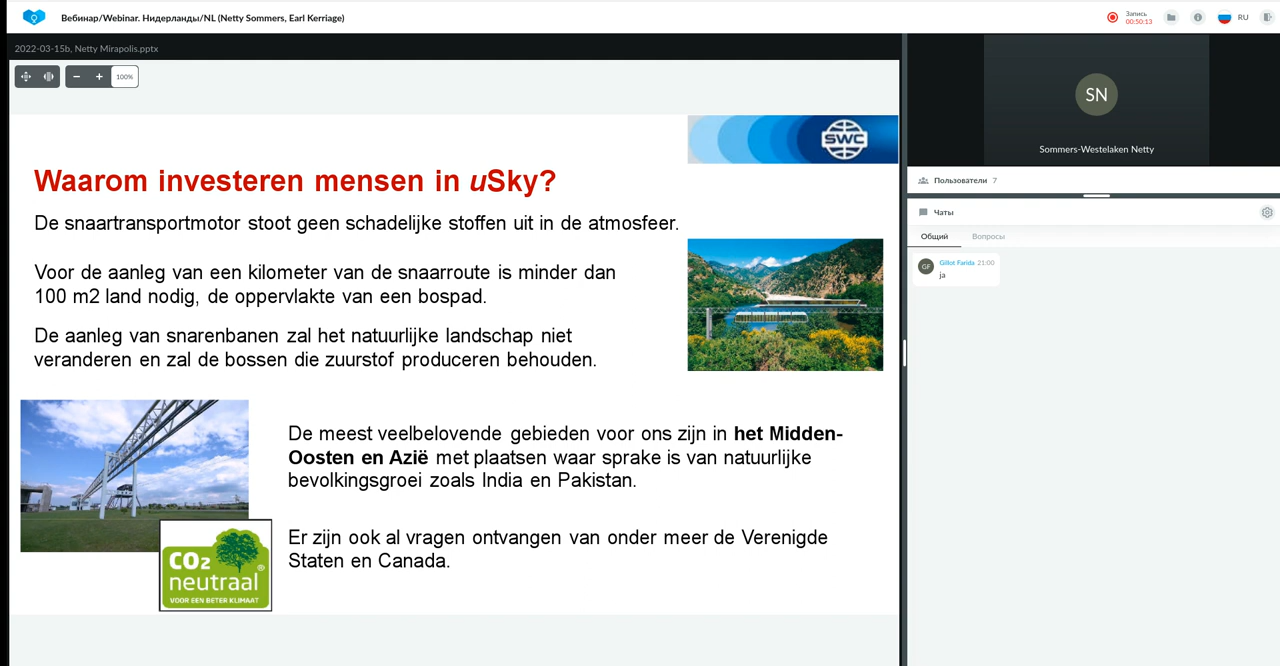 Вебинар/Webinar. Нидерланды/NL (Netty Sommers, Earl Kerriage)
Запись
00:50:13
RU
2022-03-15b, Netty Mirapolis.pptx
100%
SWC
Waarom investeren mensen in uSky?
De snaartransportmotor stoot geen schadelijke stoffen uit in de atmosfeer.
Voor de aanleg van een kilometer van de snaarroute is minder dan
100 m2 land nodig, de oppervlakte van een bospad.
De aanleg van snarenbanen zal het natuurlijke landschap niet
veranderen en zal de bossen die zuurstof produceren behouden.
De meest veelbelovende gebieden voor ons zijn in het Midden-
Oosten en Azië met plaatsen waar sprake is van natuurlijke
bevolkingsgroei zoals India en Pakistan.
Er zijn ook al vragen ontvangen van onder meer de Verenigde
Staten en Canada.
CO2
neutraal®
VOOR EEN BETER KLIMAAT
SN
Sommers-Westelaken Netty
Пользователи 7
Чаты
Общий Вопросы
GF Gillot Farida 21:00
ja